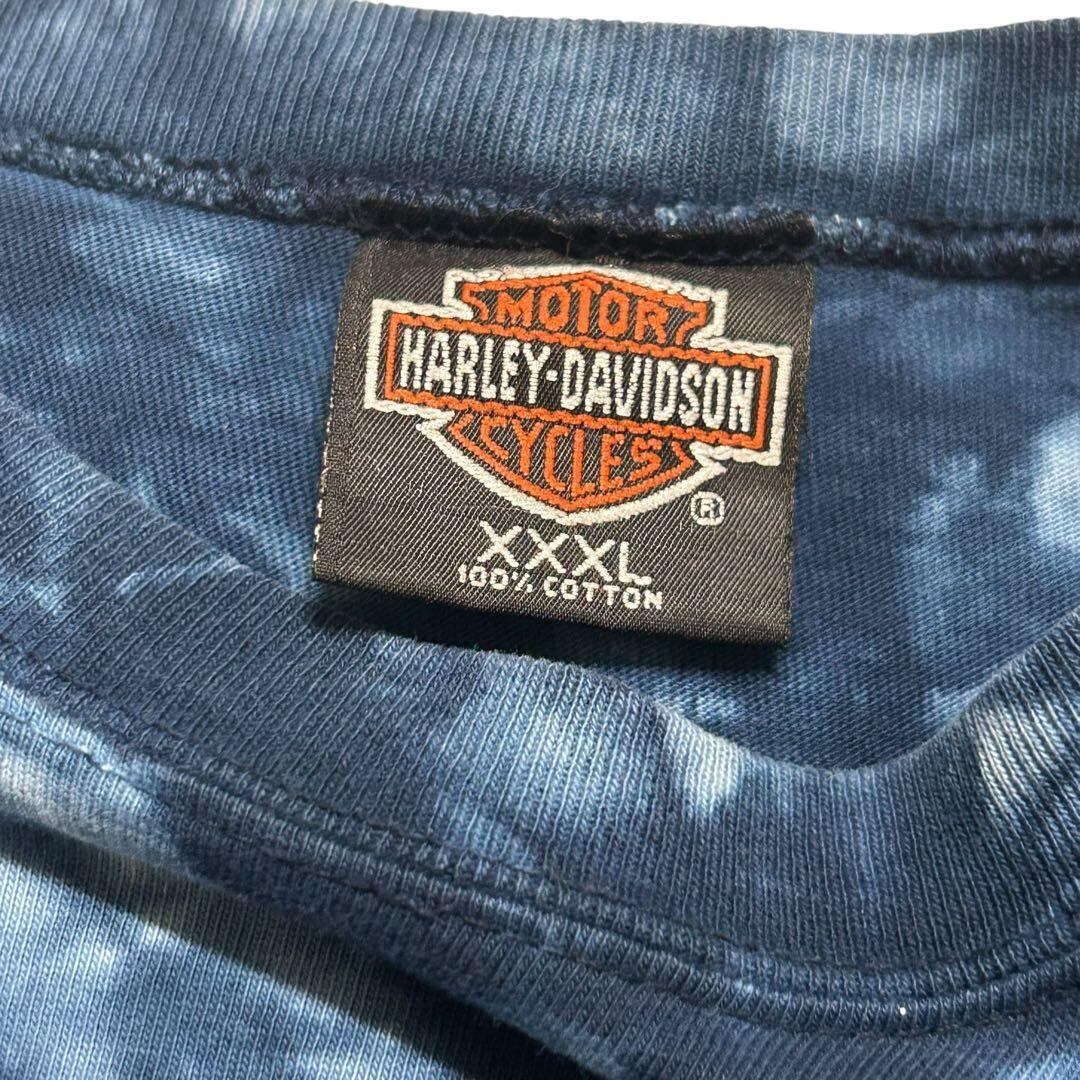 MOTOR
HARLEY-DAVIDSON
CYCLES
®
XXXL
100% COTTON